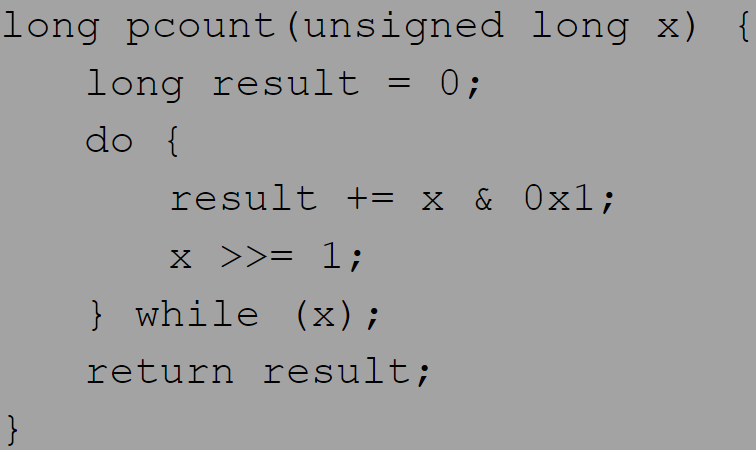 long pcount(unsigned long x) {
    long result = 0;
    do {
        result += x & 0x1;
        x >>= 1;
    } while (x);
    return result;
}